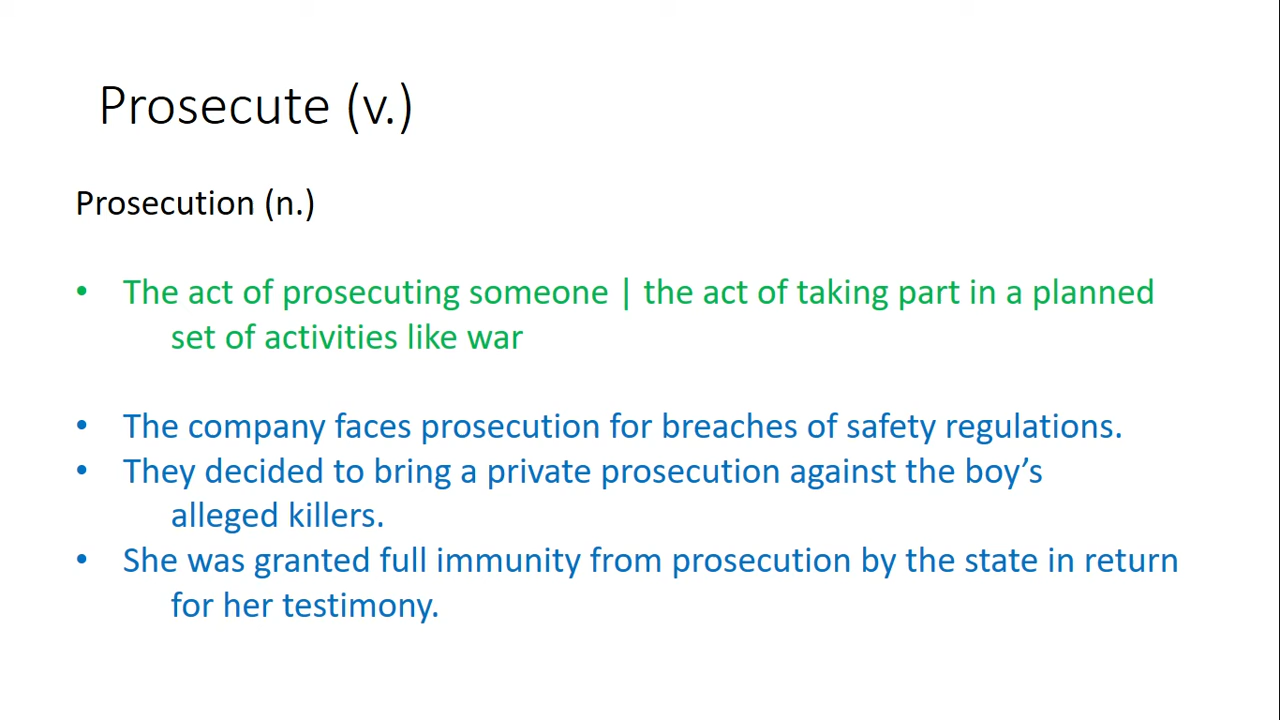 Prosecute (v.)
Prosecution (n.)
• The act of prosecuting someone | the act of taking part in a planned
set of activities like war
• The company faces prosecution for breaches of safety regulations.
• They decided to bring a private prosecution against the boy’s
alleged killers.
• She was granted full immunity from prosecution by the state in return
for her testimony.